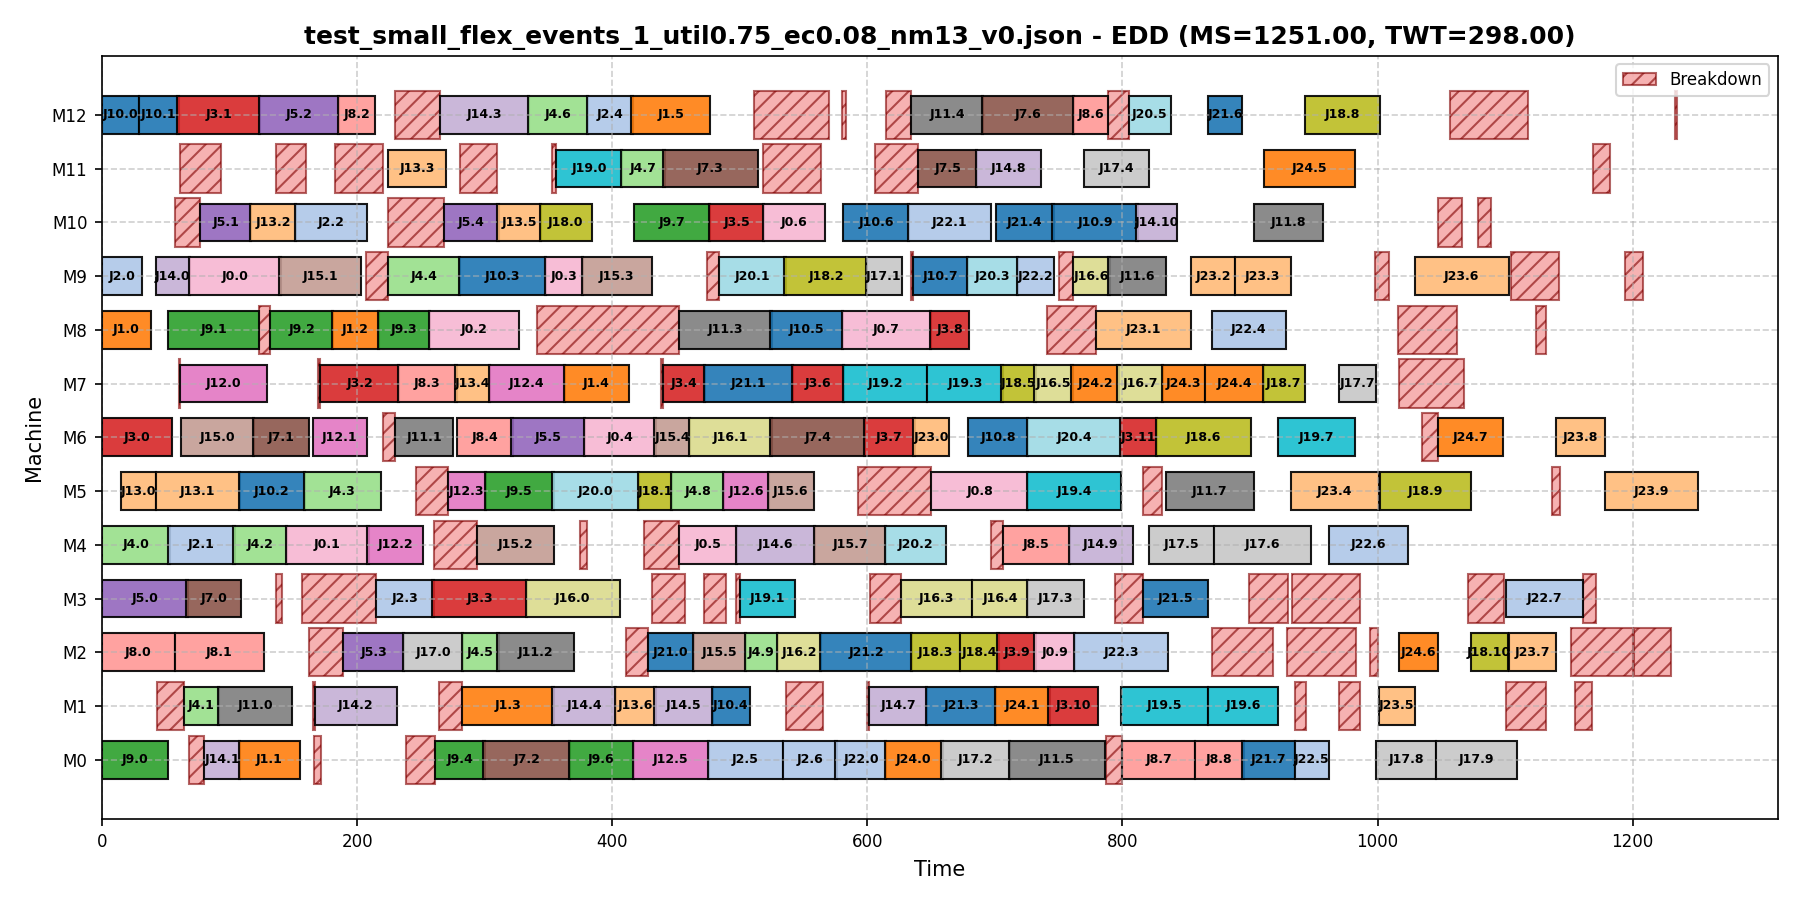 test_small_flex_events_1_util0.75_ec0.08_nm13_v0.json - EDD (MS=1251.00, TWT=298.00)
Breakdown
M12 J10.0 J10.1 J3.1 J5.2 J8.2 J14.3 J4.6 J2.4 J1.5 J11.4 J7.6 J8.6 J20.5 J21.6 J18.8
M11 J13.3 J19.0 J4.7 J7.3 J7.5 J14.8 J17.4 J24.5
M10 J5.1 J13.2 J2.2 J5.4 J13.5 J18.0 J9.7 J3.5 J0.6 J10.6 J22.1 J21.4 J10.9 J14.10 J11.8
M9 J2.0 J14.0 J0.0 J15.1 J4.4 J10.3 J0.3 J15.3 J20.1 J18.2 J17.1 J10.7 J20.3 J22.2 J16.6 J11.6 J23.2 J23.3 J23.6
M8 J1.0 J9.1 J9.2 J1.2 J9.3 J0.2 J11.3 J10.5 J0.7 J3.8 J23.1 J22.4
M7 J12.0 J3.2 J8.3 J13.4 J12.4 J1.4 J3.4 J21.1 J3.6 J19.2 J19.3 J18.5 J16.5 J24.2 J16.7 J24.3 J24.4 J18.7 J17.7
M6 J3.0 J15.0 J7.1 J12.1 J11.1 J8.4 J5.5 J0.4 J15.4 J16.1 J7.4 J3.7 J23.0 J10.8 J20.4 J3.11 J18.6 J19.7 J24.7 J23.8
M5 J13.0 J13.1 J10.2 J4.3 J12.3 J9.5 J20.0 J18.1 J4.8 J12.6 J15.6 J0.8 J19.4 J11.7 J23.4 J18.9 J23.9
M4 J4.0 J2.1 J4.2 J0.1 J12.2 J15.2 J0.5 J14.6 J15.7 J20.2 J8.5 J14.9 J17.5 J17.6 J22.6
M3 J5.0 J7.0 J2.3 J3.3 J16.0 J19.1 J16.3 J16.4 J17.3 J21.5 J22.7
M2 J8.0 J8.1 J5.3 J17.0 J4.5 J11.2 J21.0 J15.5 J4.9 J16.2 J21.2 J18.3 J18.4 J3.9 J0.9 J22.3 J24.6 J18.10 J23.7
M1 J4.1 J11.0 J14.2 J1.3 J14.4 J13.6 J14.5 J10.4 J14.7 J21.3 J24.1 J3.10 J19.5 J19.6 J23.5
M0 J9.0 J14.1 J1.1 J9.4 J7.2 J9.6 J12.5 J2.5 J2.6 J22.0 J24.0 J17.2 J11.5 J8.7 J8.8 J21.7 J22.5 J17.8 J17.9
0 200 400 600 800 1000 1200
Time
Machine